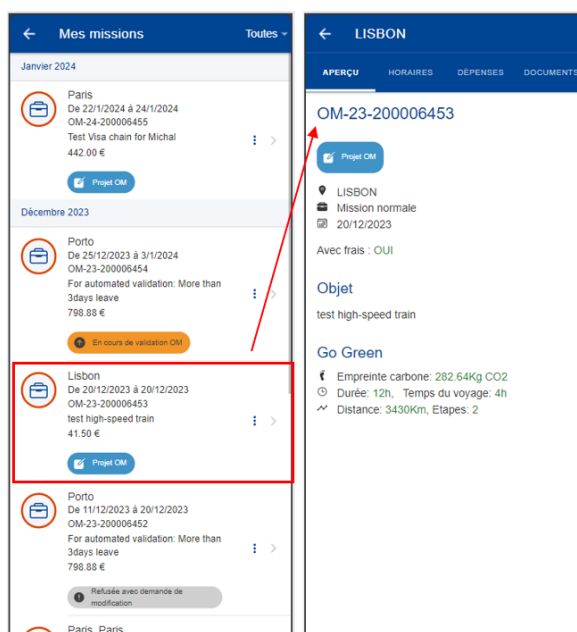 Mes missions
Toutes
Janvier 2024
Paris
De 22/1/2024 à 24/1/2024
OM-24-200006455
Test Visa chain for Michal
442.00 €
Projet OM
Décembre 2023
Porto
De 25/12/2023 à 3/1/2024
OM-23-200006454
For automated validation: More than
3days leave
798.88 €
En cours de validation OM
Lisbon
De 20/12/2023 à 20/12/2023
OM-23-200006453
test high-speed train
41.50 €
Projet OM
Porto
De 11/12/2023 à 20/12/2023
OM-23-200006452
For automated validation: More than
3days leave
798.88 €
Refusée avec demande de
modification
Paris, Paris
LISBON
APERÇU HORAIRES DÉPENSES DOCUMENTS
OM-23-200006453
Projet OM
LISBON
Mission normale
20/12/2023
Avec frais : OUI
Objet
test high-speed train
Go Green
Empreinte carbone: 282.64Kg CO2
Durée: 12h, Temps du voyage: 4h
Distance: 3430Km, Etapes: 2